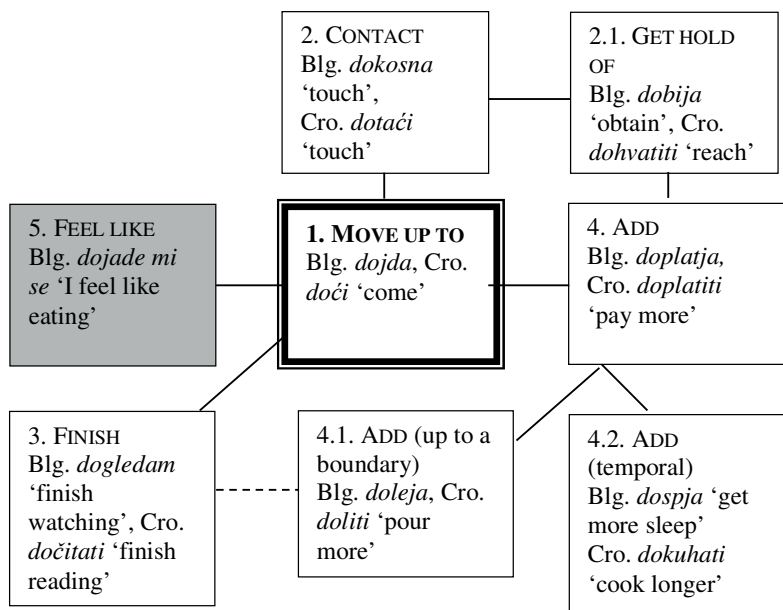 2. CONTACT
Blg. dokosna
‘touch’,
Cro. dotaći
‘touch’
2.1. GET HOLD
OF
Blg. dobija
‘obtain’, Cro.
dohvatiti ‘reach’
5. FEEL LIKE
Blg. dojade mi
se ‘I feel like
eating’
1. MOVE UP TO
Blg. dojda, Cro.
doći ‘come’
4. ADD
Blg. doplatja,
Cro. doplatiti
‘pay more’
3. FINISH
Blg. dogledam
‘finish
watching’, Cro.
dočitati ‘finish
reading’
4.1. ADD (up to a
boundary)
Blg. doleja, Cro.
doliti ‘pour
more’
4.2. ADD
(temporal)
Blg. dospja ‘get
more sleep’
Cro. dokuhati
‘cook longer’